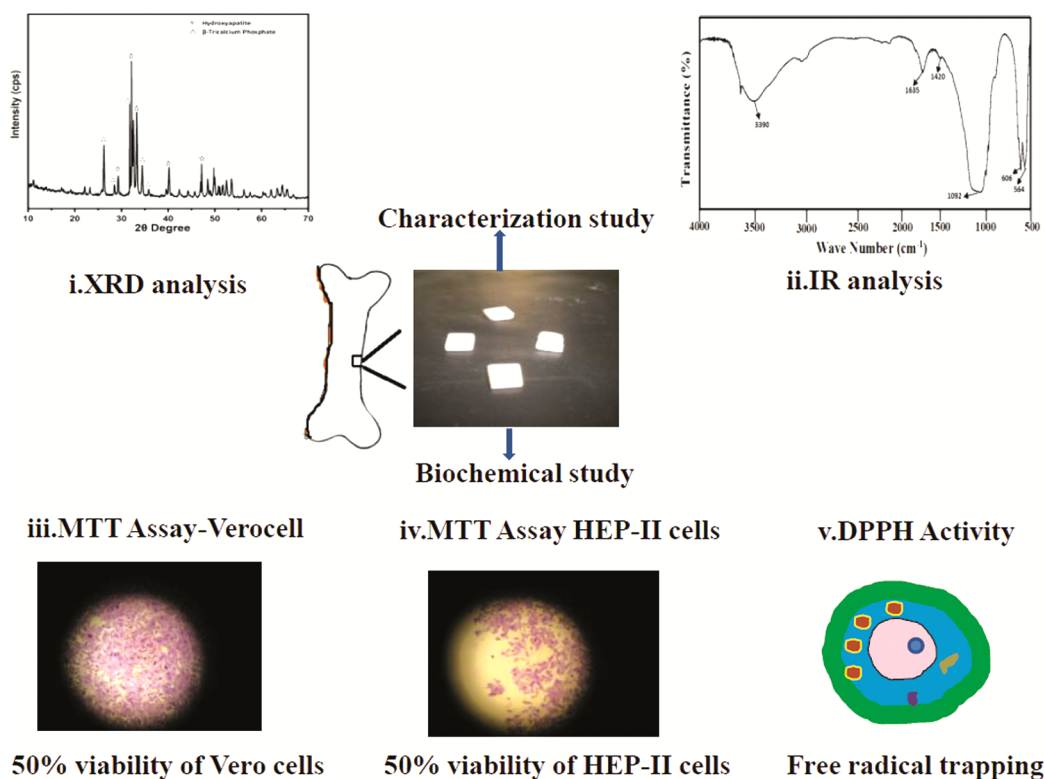 Hydroxyapatite
β-Tricalcium Phosphate
Intensity (cps)
10 20 30 40 50 60 70
2θ Degree
i.XRD analysis
Transmittance (%)
3390
1635
1420
1092
606
564
4000 3500 3000 2500 2000 1500 1000 500
Wave Number (cm⁻¹)
ii.IR analysis
Characterization study
Biochemical study
iii.MTT Assay-Verocell
iv.MTT Assay HEP-II cells
v.DPPH Activity
50% viability of Vero cells
50% viability of HEP-II cells
Free radical trapping